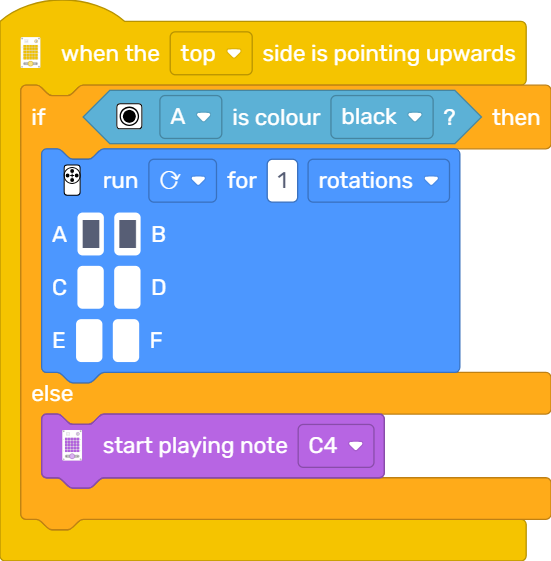 when the top side is pointing upwards
if A is colour black ? then
run for 1 rotations
A B
C D
E F
else
start playing note C4